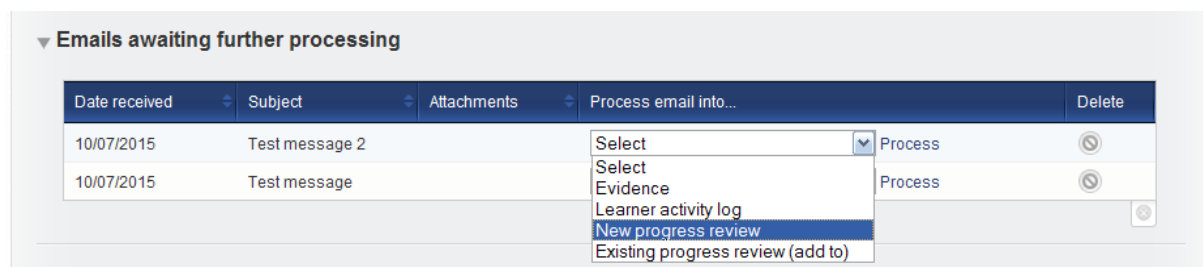 Emails awaiting further processing
Date received Subject Attachments Process email into... Delete
10/07/2015 Test message 2 Select Process
Select
10/07/2015 Test message Evidence Process
Learner activity log
New progress review
Existing progress review (add to)